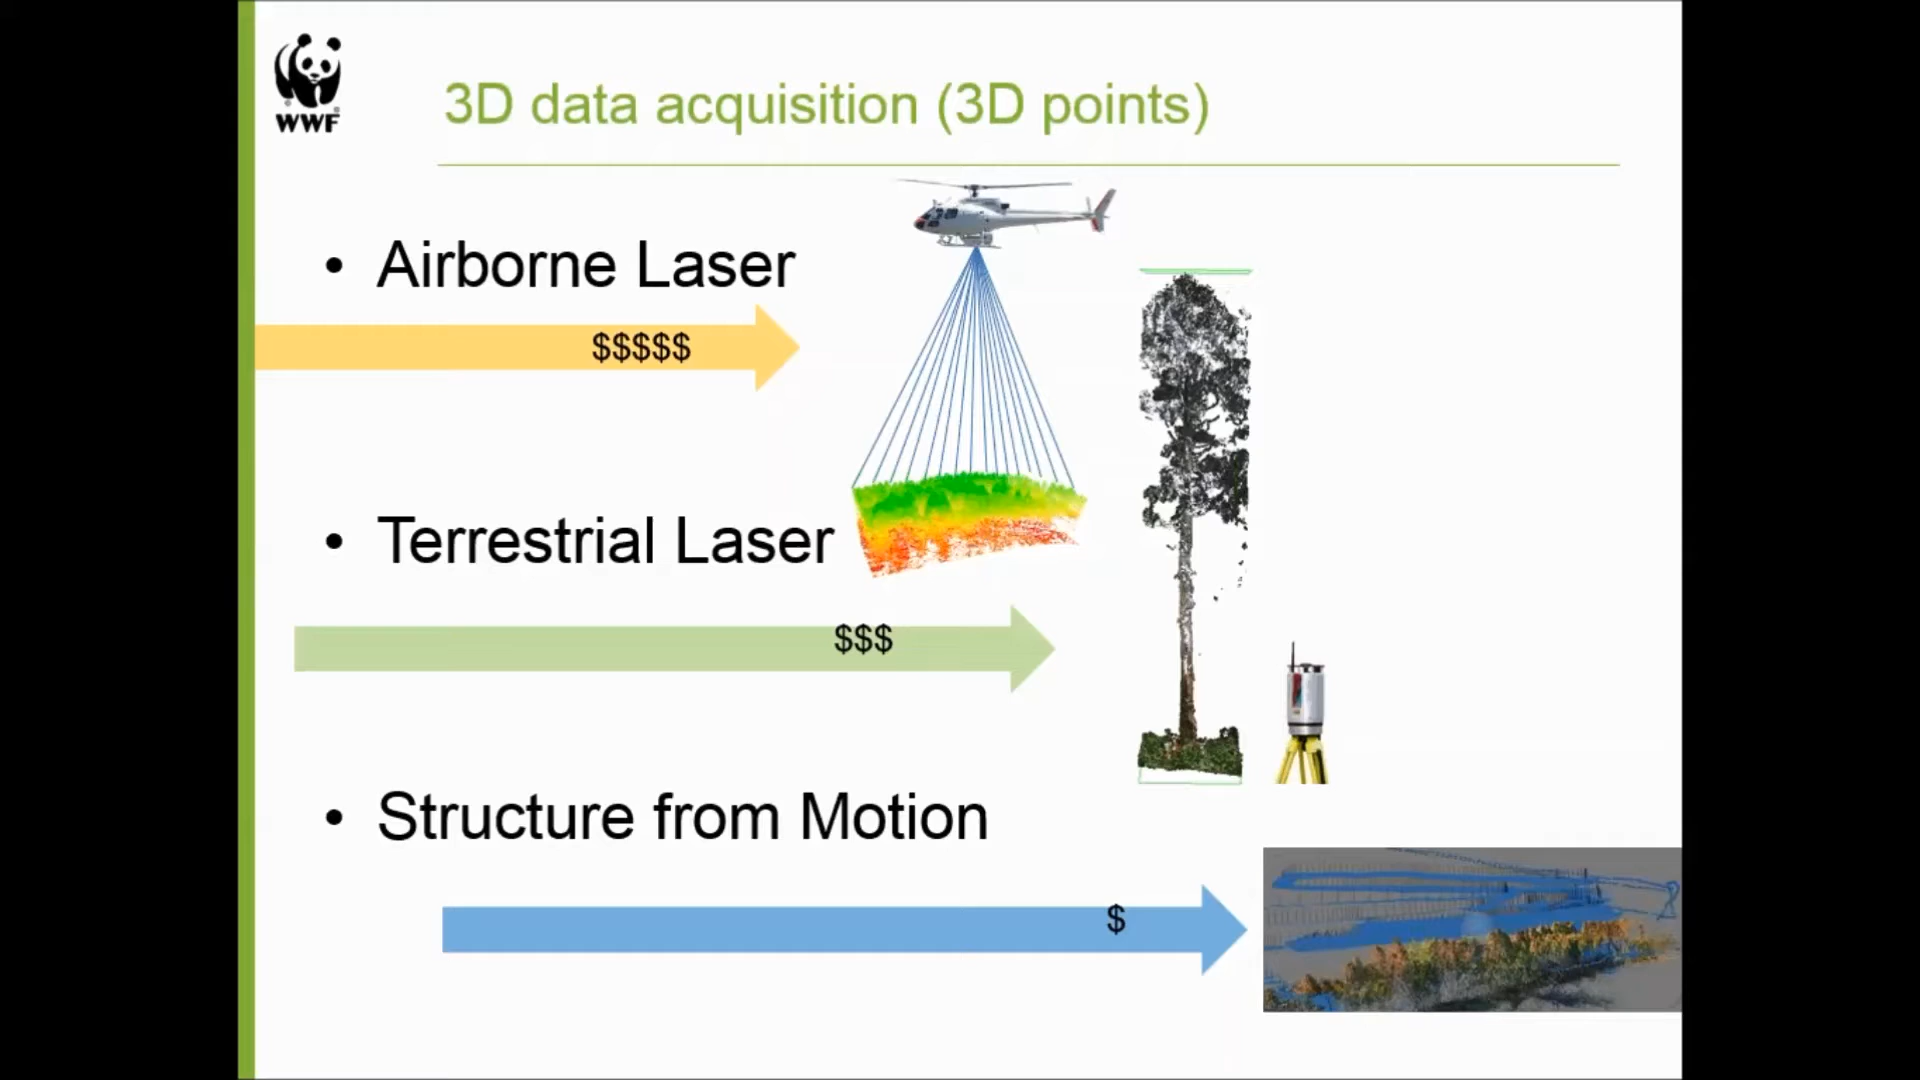 WWF
3D data acquisition (3D points)
• Airborne Laser
$$$$$
• Terrestrial Laser
$$$
• Structure from Motion
$